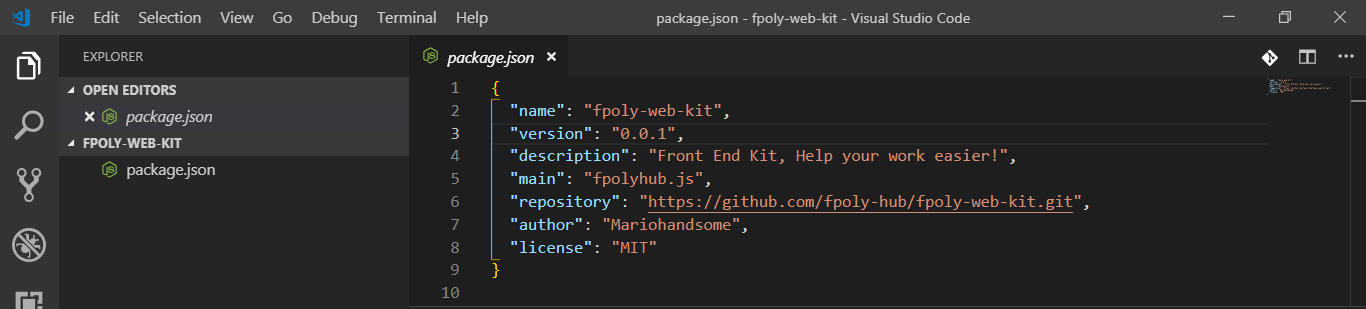 File Edit Selection View Go Debug Terminal Help package.json - fpoly-web-kit - Visual Studio Code
EXPLORER
OPEN EDITORS
package.json
FPOLY-WEB-KIT
package.json
package.json
1 {
2 "name": "fpoly-web-kit",
3 "version": "0.0.1",
4 "description": "Front End Kit, Help your work easier!",
5 "main": "fpolyhub.js",
6 "repository": "https://github.com/fpoly-hub/fpoly-web-kit.git",
7 "author": "Mariohandsome",
8 "license": "MIT"
9 }
10